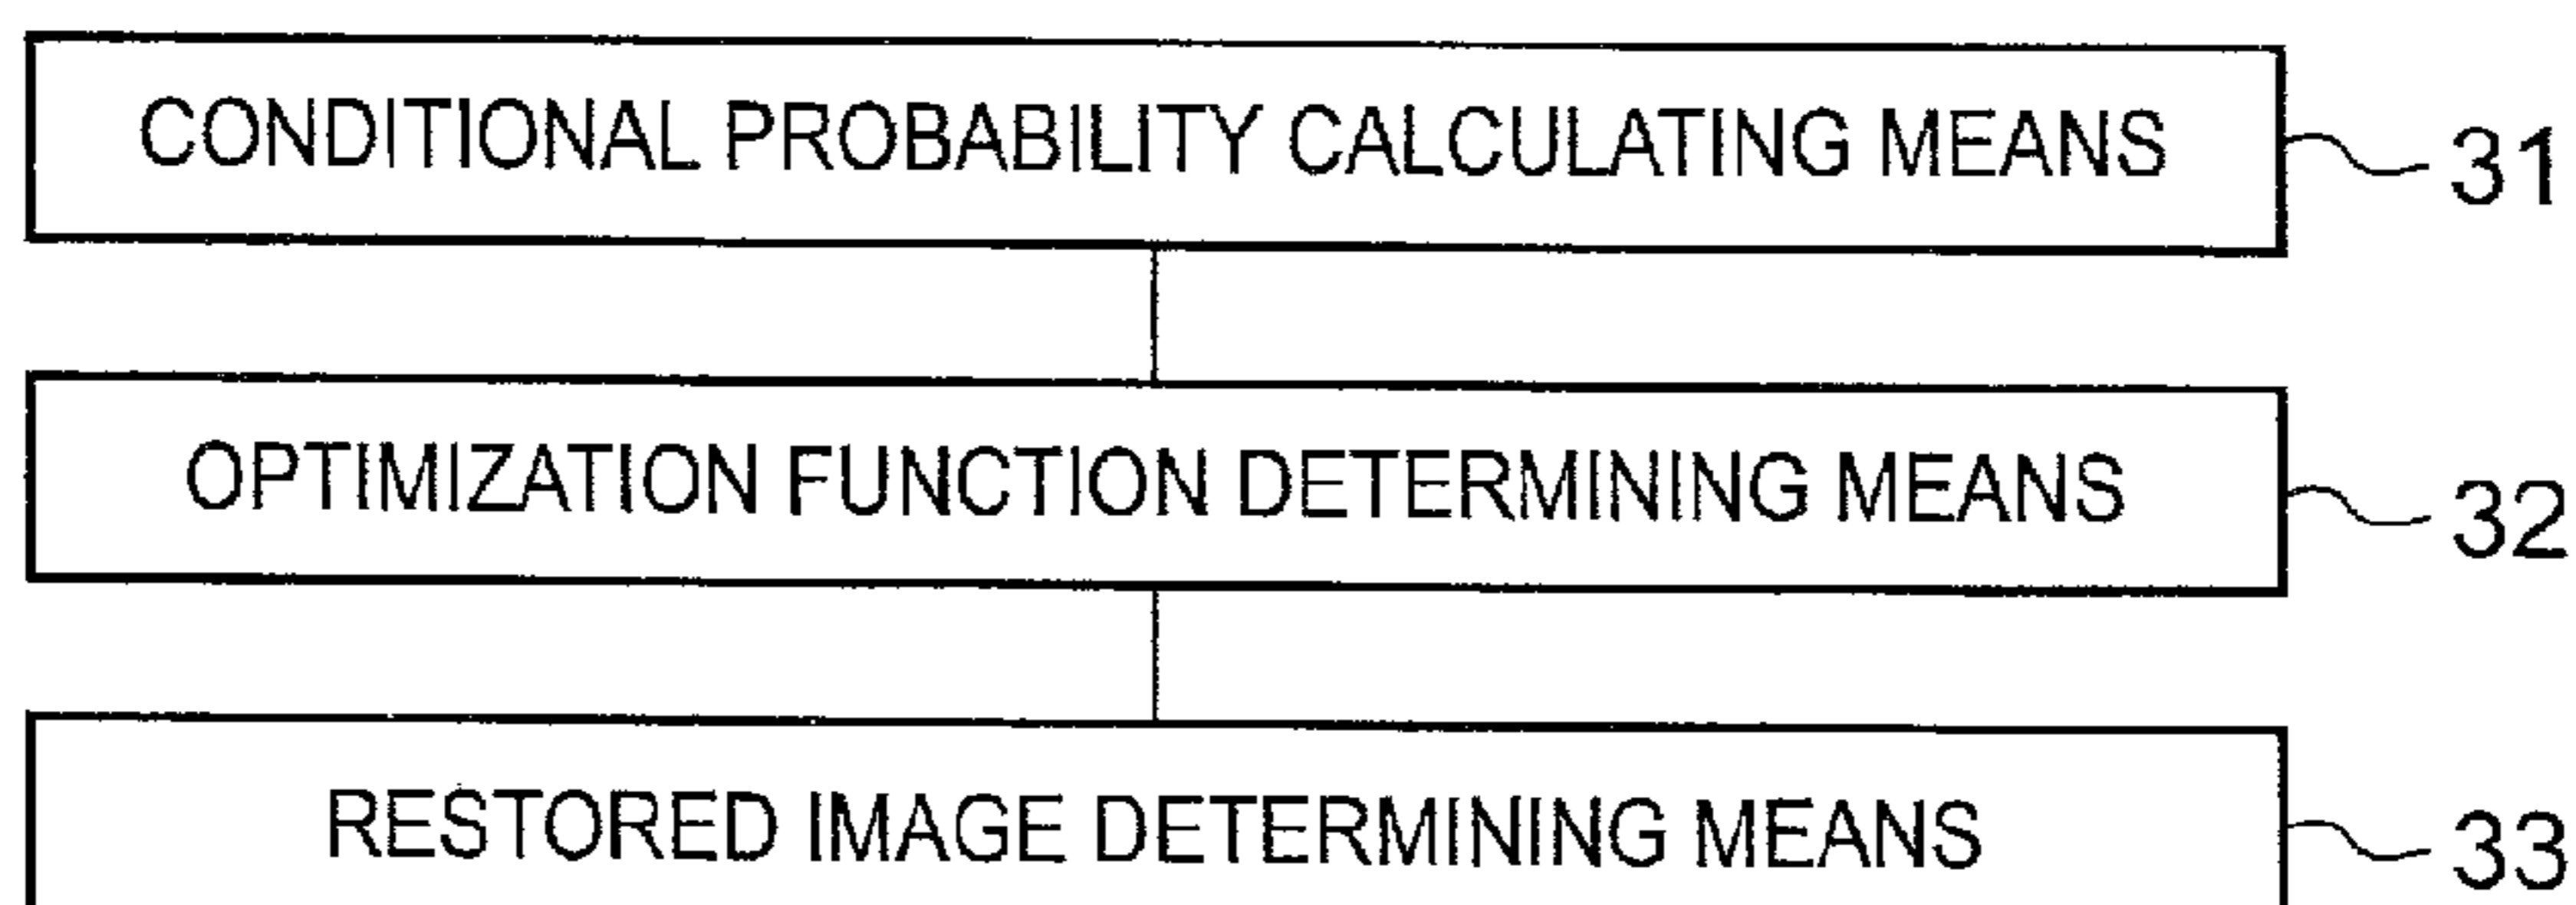 CONDITIONAL PROBABILITY CALCULATING MEANS 31
OPTIMIZATION FUNCTION DETERMINING MEANS 32
RESTORED IMAGE DETERMINING MEANS 33